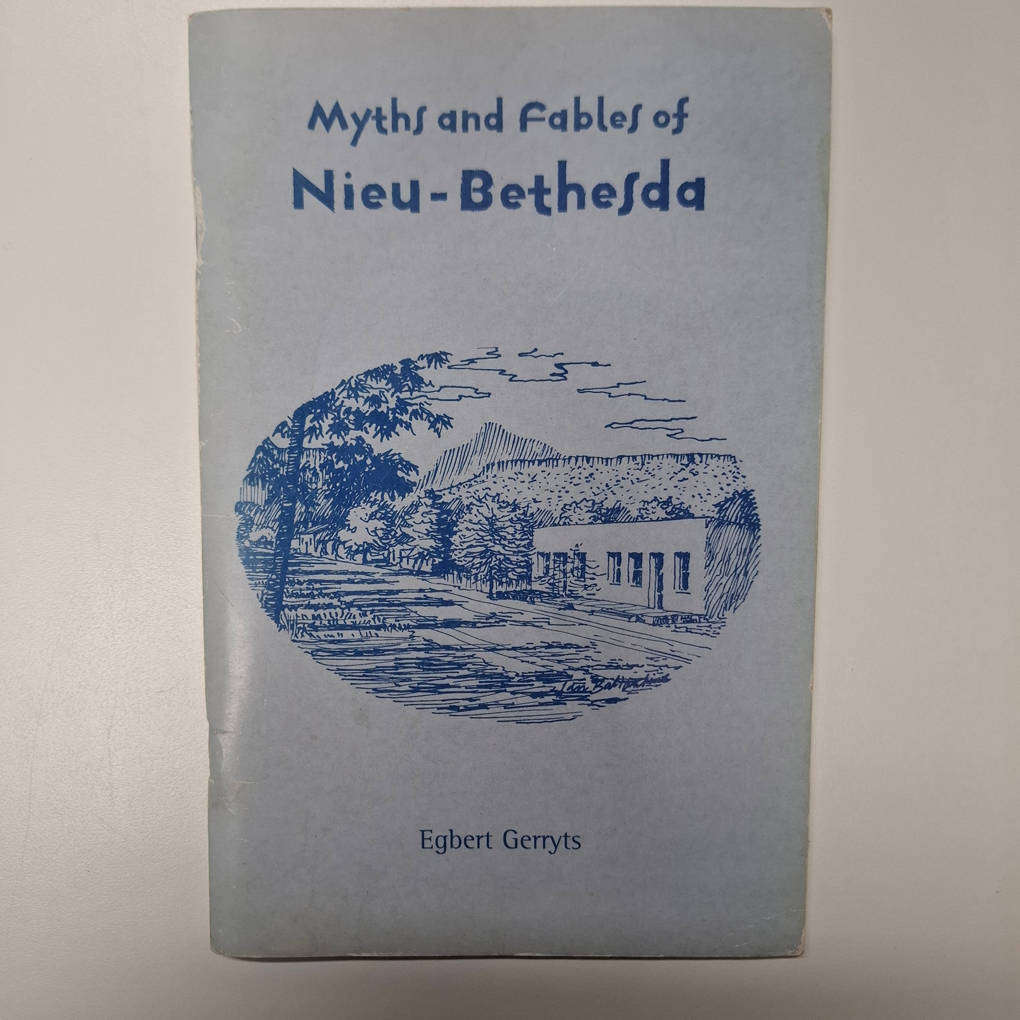 Myths and Fables of
Nieu-Bethesda
Egbert Gerryts